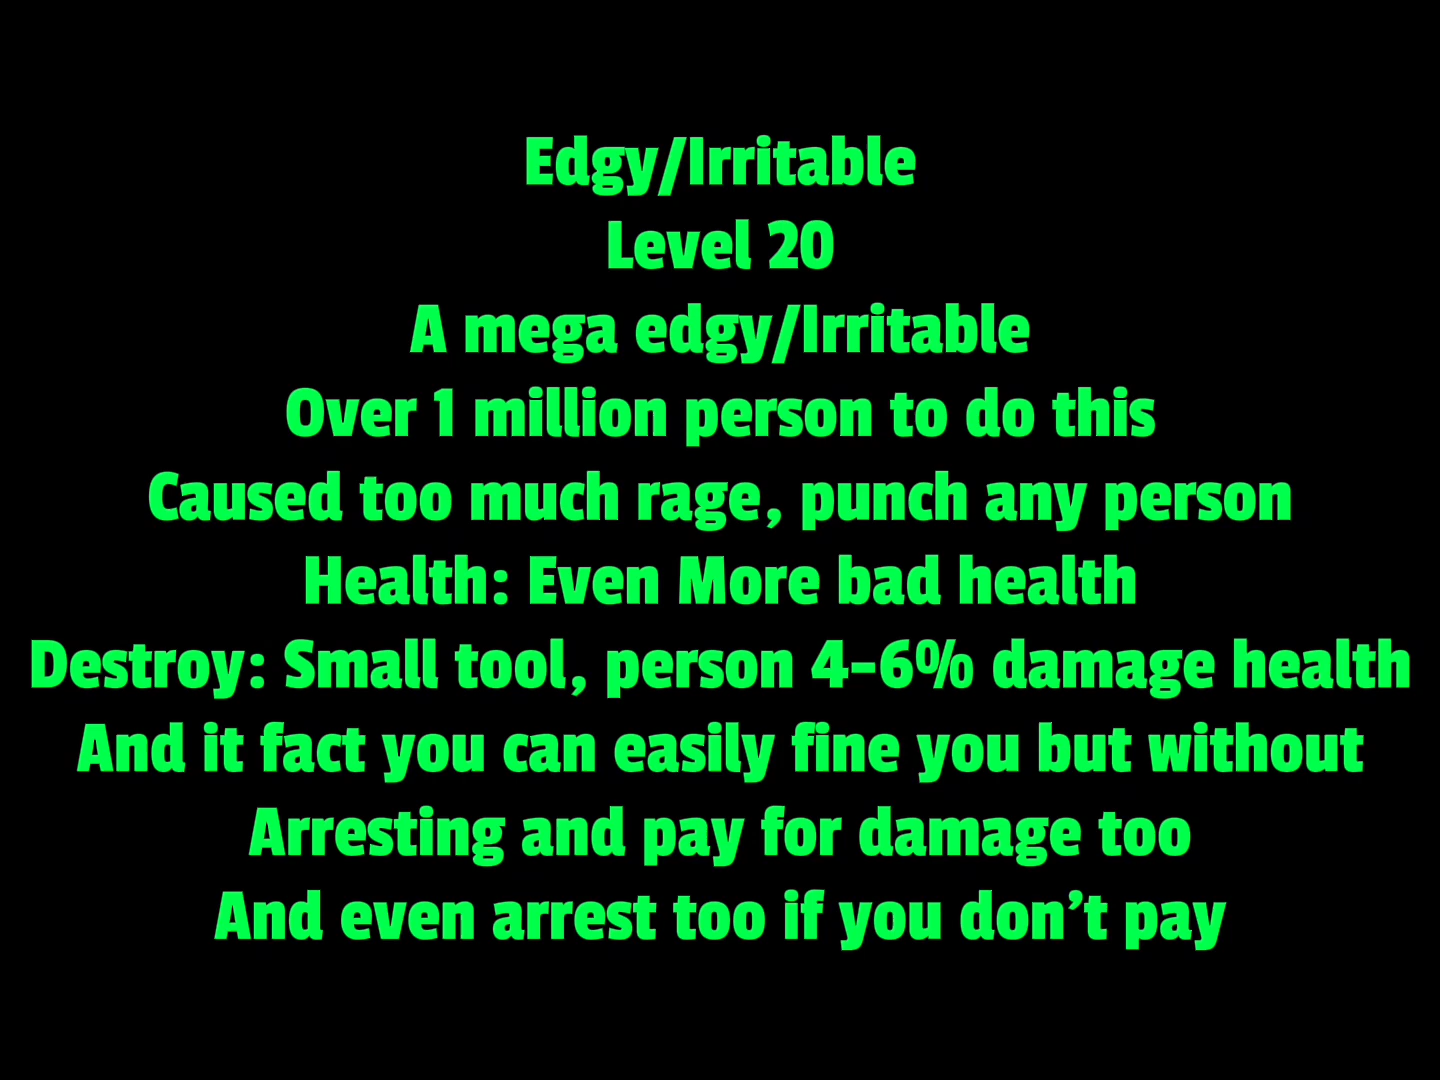 Edgy/Irritable
Level 20
A mega edgy/Irritable
Over 1 million person to do this
Caused too much rage, punch any person
Health: Even More bad health
Destroy: Small tool, person 4-6% damage health
And it fact you can easily fine you but without
Arresting and pay for damage too
And even arrest too if you don’t pay